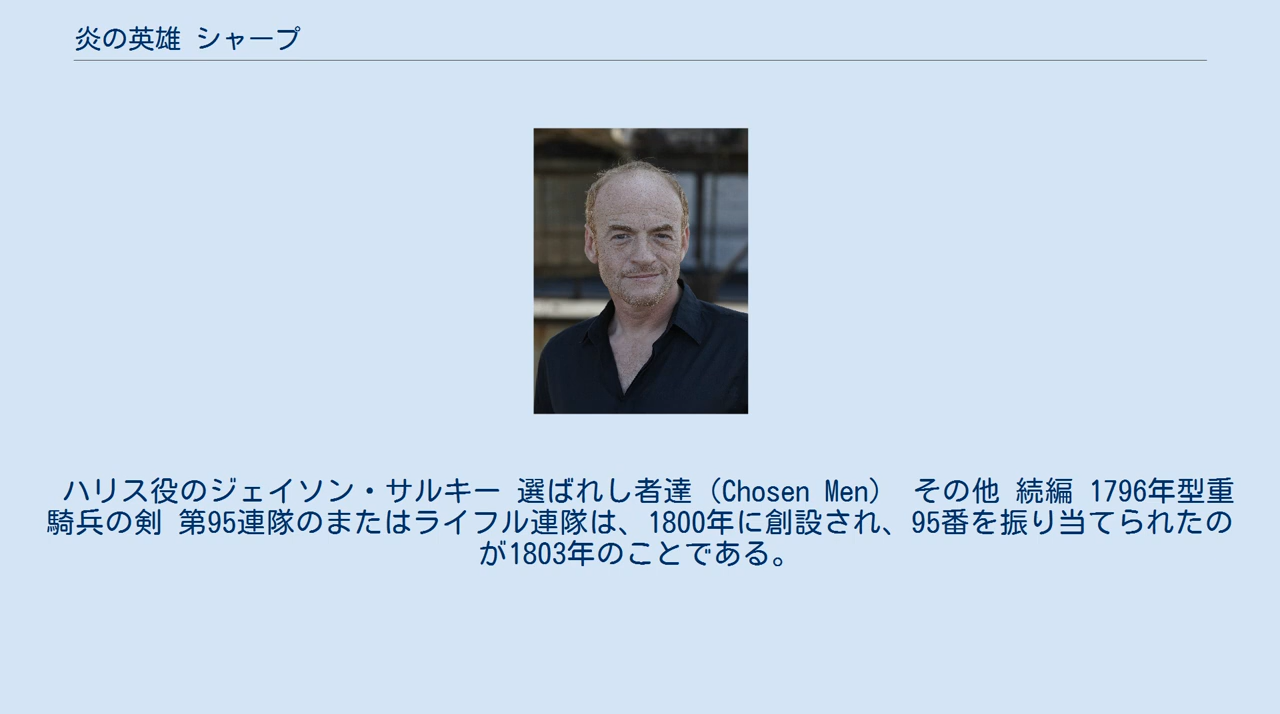 炎の英雄 シャープ
ハリス役のジェイソン・サルキー 選ばれし者達（Chosen Men） その他 続編 1796年型重
騎兵の剣 第95連隊のまたはライフル連隊は、1800年に創設され、95番を振り当てられたの
が1803年のことである。